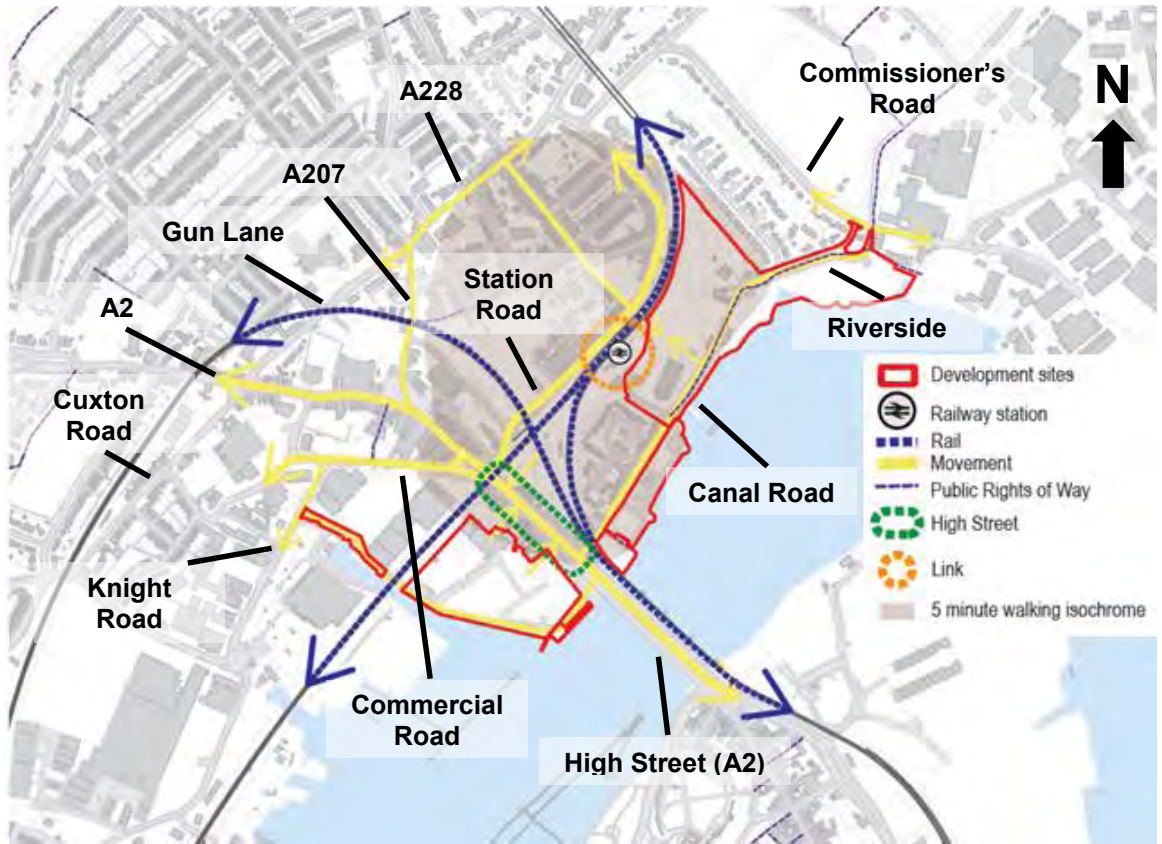 Commissioner's
Road
N
A228
A207
Gun Lane
Station
Road
A2
Riverside
Cuxton
Road
Development sites
Railway station
Rail
Movement
Public Rights of Way
High Street
Link
5 minute walking isochrome
Canal Road
Knight
Road
Commercial
Road
High Street (A2)